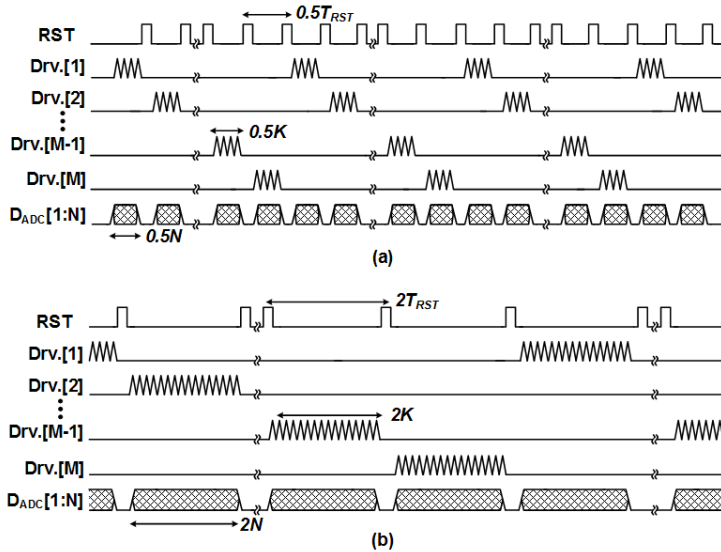 0.5T_RST
RST
Drv.[1]
Drv.[2]
0.5K
Drv.[M-1]
Drv.[M]
D_ADC[1:N]
0.5N
(a)
2T_RST
RST
Drv.[1]
Drv.[2]
2K
Drv.[M-1]
Drv.[M]
D_ADC[1:N]
2N
(b)